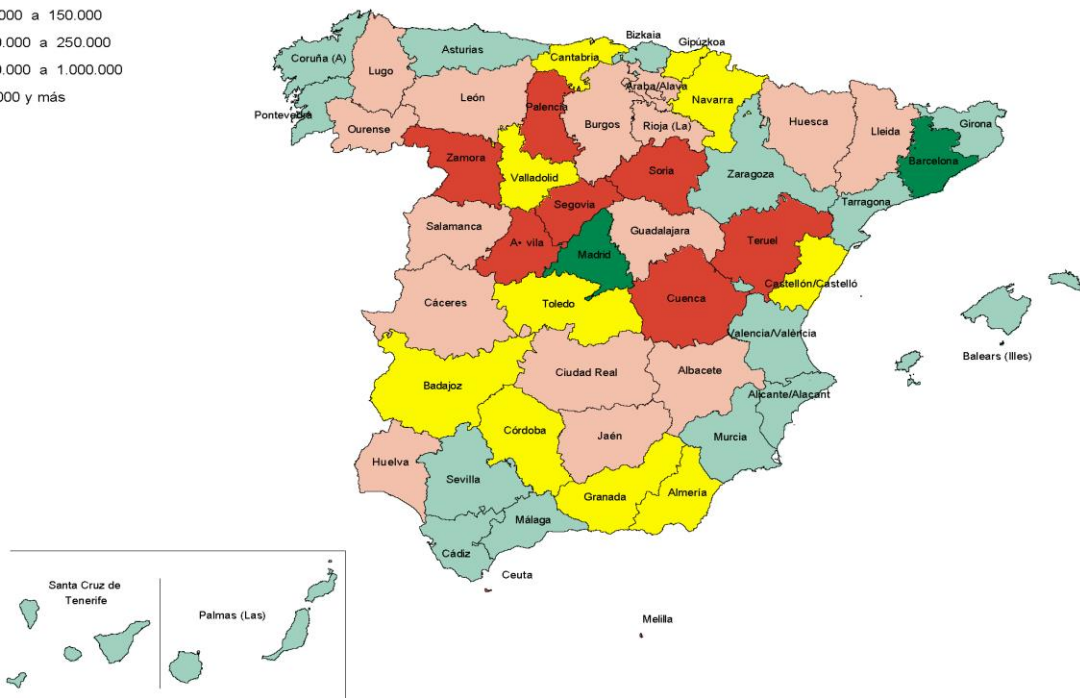 000 a 150.000
0.000 a 250.000
0.000 a 1.000.000
000 y más
Bizkaia
Gipúzkoa
Coruña (A)
Asturias
Cantabria
Lugo
Navarra
Araba/Alava
León
Palencia
Pontevedra
Ourense
Burgos
Rioja (La)
Huesca
Lleida
Girona
Barcelona
Zamora
Valladolid
Soria
Zaragoza
Tarragona
Segovia
Salamanca
A• vila
Madrid
Guadalajara
Teruel
Castellón/Castelló
Cáceres
Toledo
Cuenca
Valencia/València
Balears (Illes)
Badajoz
Ciudad Real
Albacete
Alicante/Alacant
Córdoba
Jaén
Murcia
Huelva
Sevilla
Granada
Almería
Málaga
Cádiz
Ceuta
Melilla
Santa Cruz de
Tenerife
Palmas (Las)